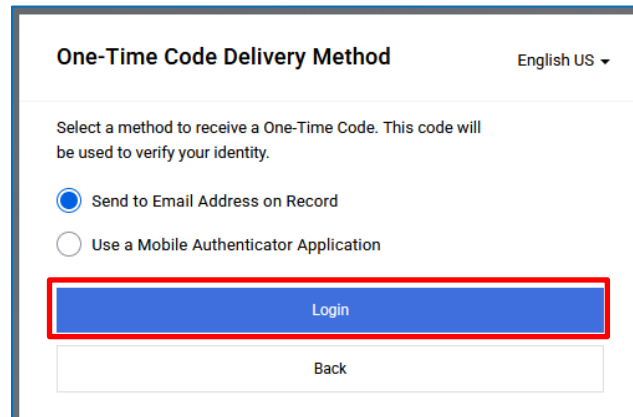 One-Time Code Delivery Method
English US
Select a method to receive a One-Time Code. This code will
be used to verify your identity.
Send to Email Address on Record
Use a Mobile Authenticator Application
Login
Back